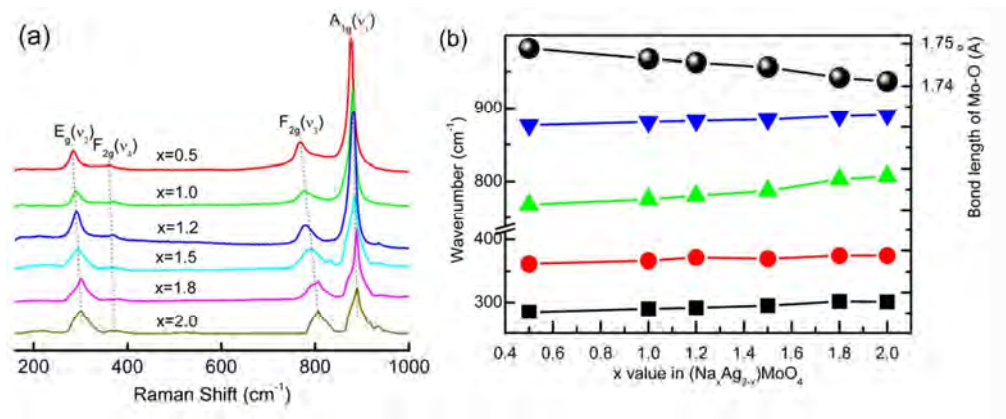 (a)
A₁g(ν₁)
E_g(ν₂)
F₂g(ν₄)
F₂g(ν₃)
x=0.5
x=1.0
x=1.2
x=1.5
x=1.8
x=2.0
200 400 600 800 1000
Raman Shift (cm⁻¹)
(b)
Wavenumber (cm⁻¹)
900
800
400
300
1.75
1.74
Bond length of Mo-O (Å)
0.4 0.6 0.8 1.0 1.2 1.4 1.6 1.8 2.0
x value in (NaₓAg₂₋ₓ)MoO₄